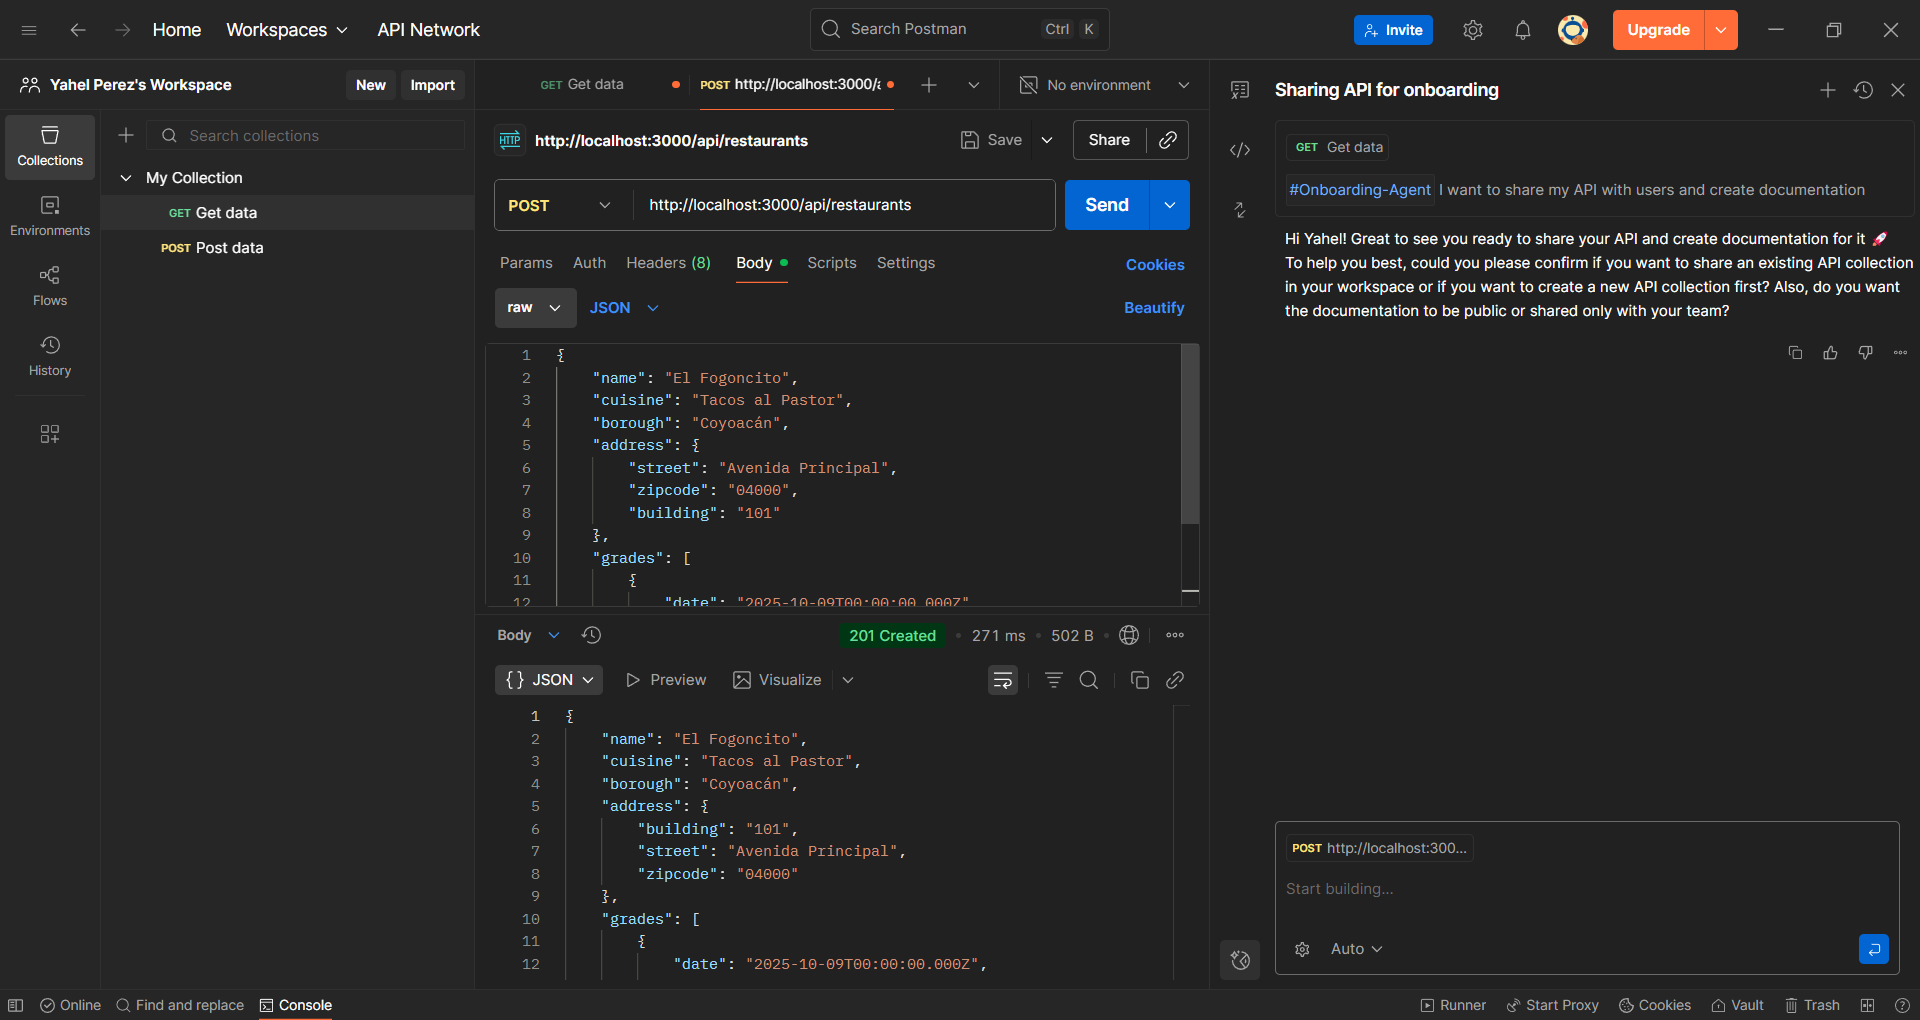 Home Workspaces API Network Search Postman Ctrl K Invite Upgrade
Yahel Perez's Workspace New Import
GET Get data POST http://localhost:3000/a No environment
Sharing API for onboarding
Collections
Environments
Flows
History
Search collections
My Collection
GET Get data
POST Post data
HTTP http://localhost:3000/api/restaurants Save Share
POST http://localhost:3000/api/restaurants Send
Params Auth Headers (8) Body Scripts Settings Cookies
raw JSON Beautify
1 {
2 "name": "El Fogoncito",
3 "cuisine": "Tacos al Pastor",
4 "borough": "Coyoacán",
5 "address": {
6 "street": "Avenida Principal",
7 "zipcode": "04000",
8 "building": "101"
9 },
10 "grades": [
11 {
12 "date": "2025-10-09T00:00:00.000Z"
Body 201 Created 271 ms 502 B
{} JSON Preview Visualize
1 {
2 "name": "El Fogoncito",
3 "cuisine": "Tacos al Pastor",
4 "borough": "Coyoacán",
5 "address": {
6 "building": "101",
7 "street": "Avenida Principal",
8 "zipcode": "04000"
9 },
10 "grades": [
11 {
12 "date": "2025-10-09T00:00:00.000Z",
GET Get data
#Onboarding-Agent I want to share my API with users and create documentation
Hi Yahel! Great to see you ready to share your API and create documentation for it 🚀
To help you best, could you please confirm if you want to share an existing API collection
in your workspace or if you want to create a new API collection first? Also, do you want
the documentation to be public or shared only with your team?
POST http://localhost:300...
Start building...
Auto
Online Find and replace Console Runner Start Proxy Cookies Vault Trash